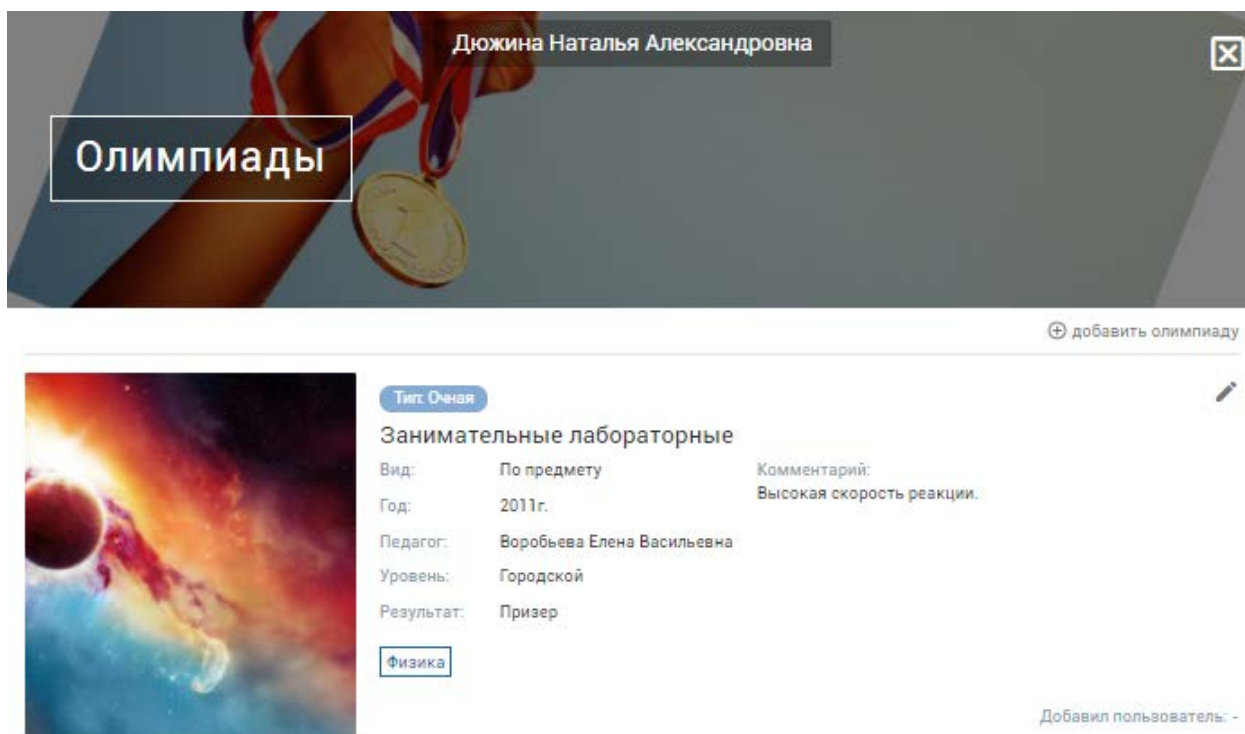 Дюжина Наталья Александровна
Олимпиады
добавить олимпиаду
Тип: Очная
Занимательные лабораторные
Вид: По предмету
Комментарий:
Высокая скорость реакции.
Год: 2011г.
Педагог: Воробьева Елена Васильевна
Уровень: Городской
Результат: Призер
Физика
Добавил пользователь: -